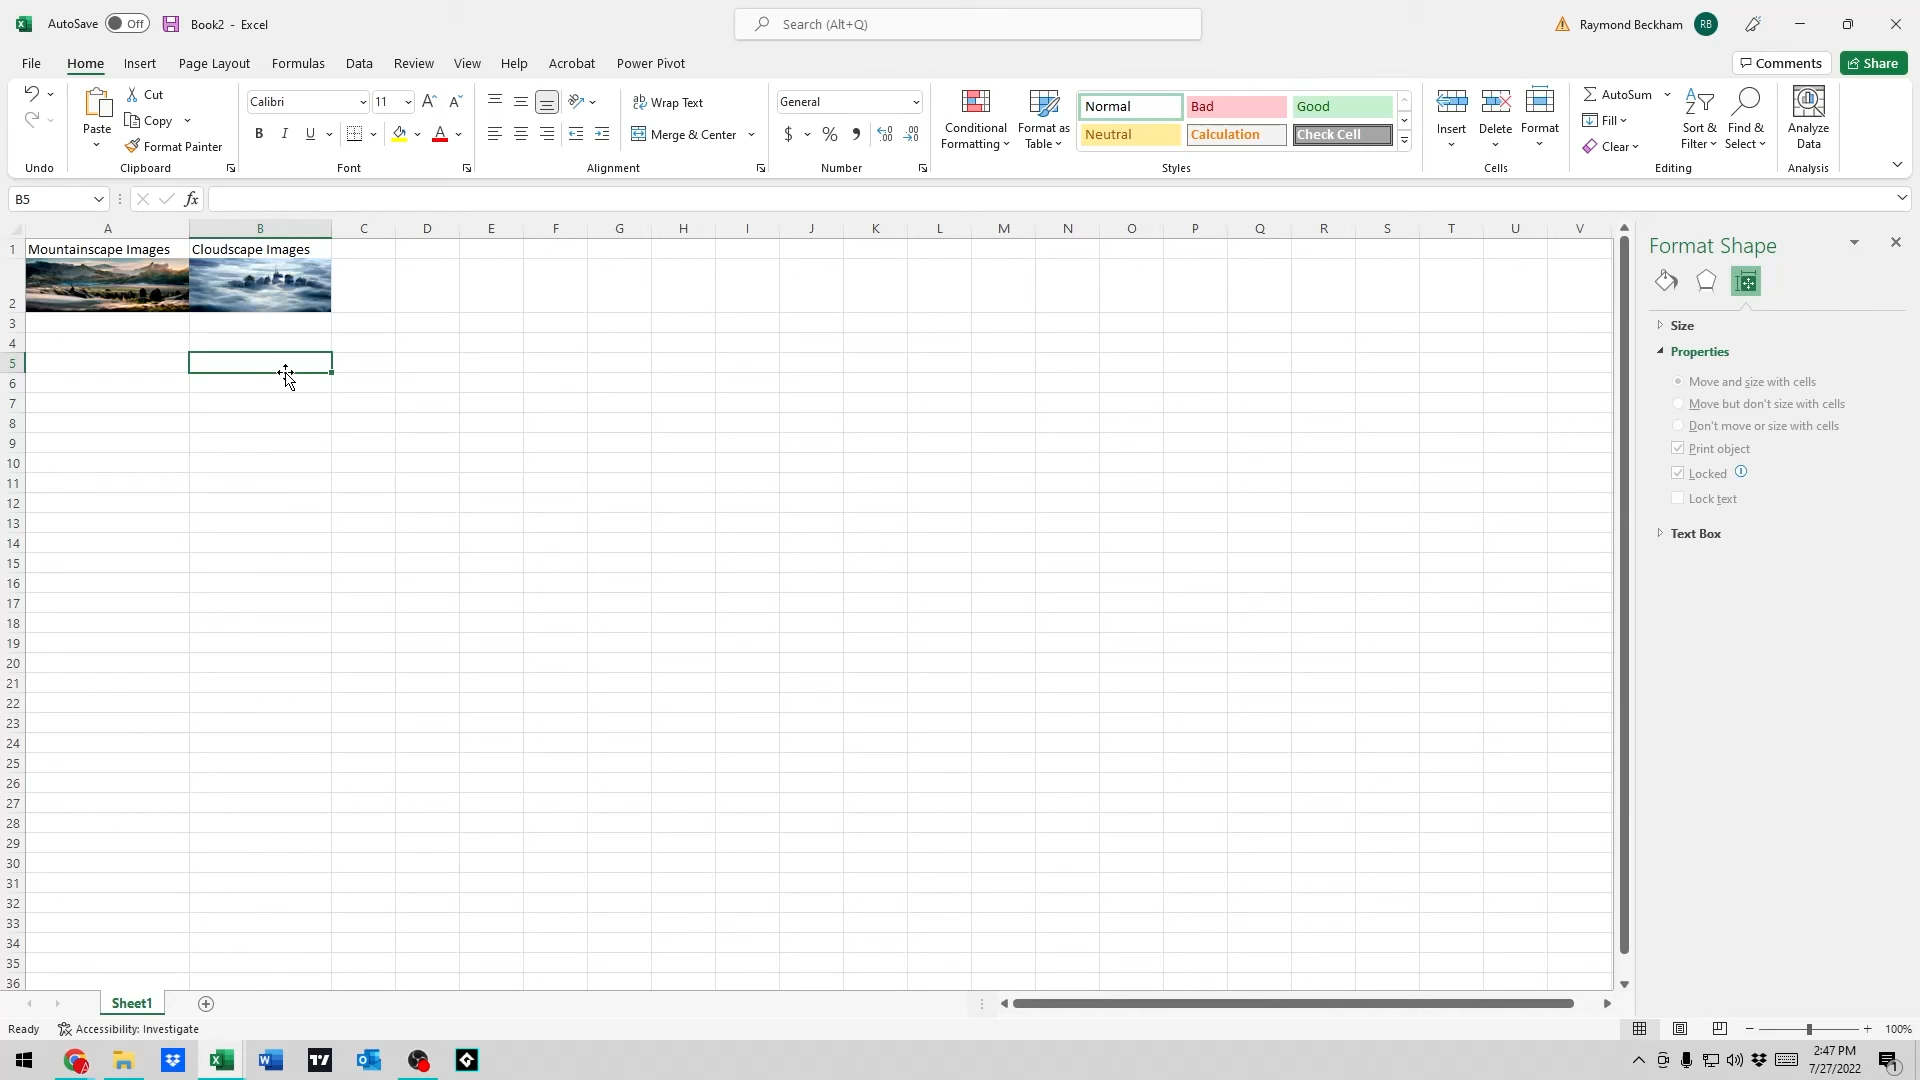 AutoSave Off Book2 - Excel Search (Alt+Q) Raymond Beckham RB
File Home Insert Page Layout Formulas Data Review View Help Acrobat Power Pivot Comments Share
Cut
Copy
Format Painter
Paste
Undo Clipboard
Calibri 11
B I U
Font
Wrap Text
Merge & Center
Alignment
General
$ % 9
Number
Conditional Formatting
Format as Table
Normal Bad Good
Neutral Calculation Check Cell
Styles
Insert Delete Format
Cells
AutoSum
Fill
Clear
Sort & Filter
Find & Select
Editing
Analyze Data
Analysis
B5 fx
A B C D E F G H I J K L M N O P Q R S T U V
1 Mountainscape Images Cloudscape Images
2
3
4
5
6
7
8
9
10
11
12
13
14
15
16
17
18
19
20
21
22
23
24
25
26
27
28
29
30
31
32
33
34
35
36
Format Shape
Size
Properties
Move and size with cells
Move but don't size with cells
Don't move or size with cells
Print object
Locked
Lock text
Text Box
Sheet1
Ready Accessibility: Investigate 100%
2:47 PM
7/27/2022
1